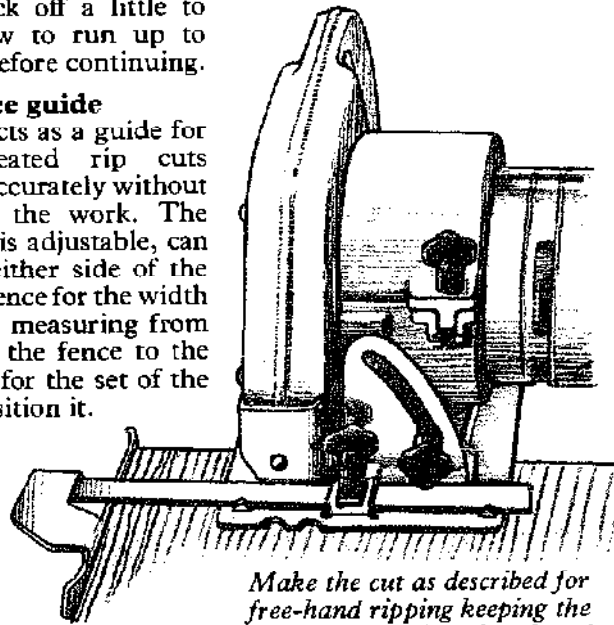 ck off a little to
w to run up to
efore continuing.
ee guide
cts as a guide for
eated rip cuts
ccurately without
the work. The
is adjustable, can
either side of the
ence for the width
measuring from
the fence to the
for the set of the
sition it.
Make the cut as described for
free-hand ripping keeping the